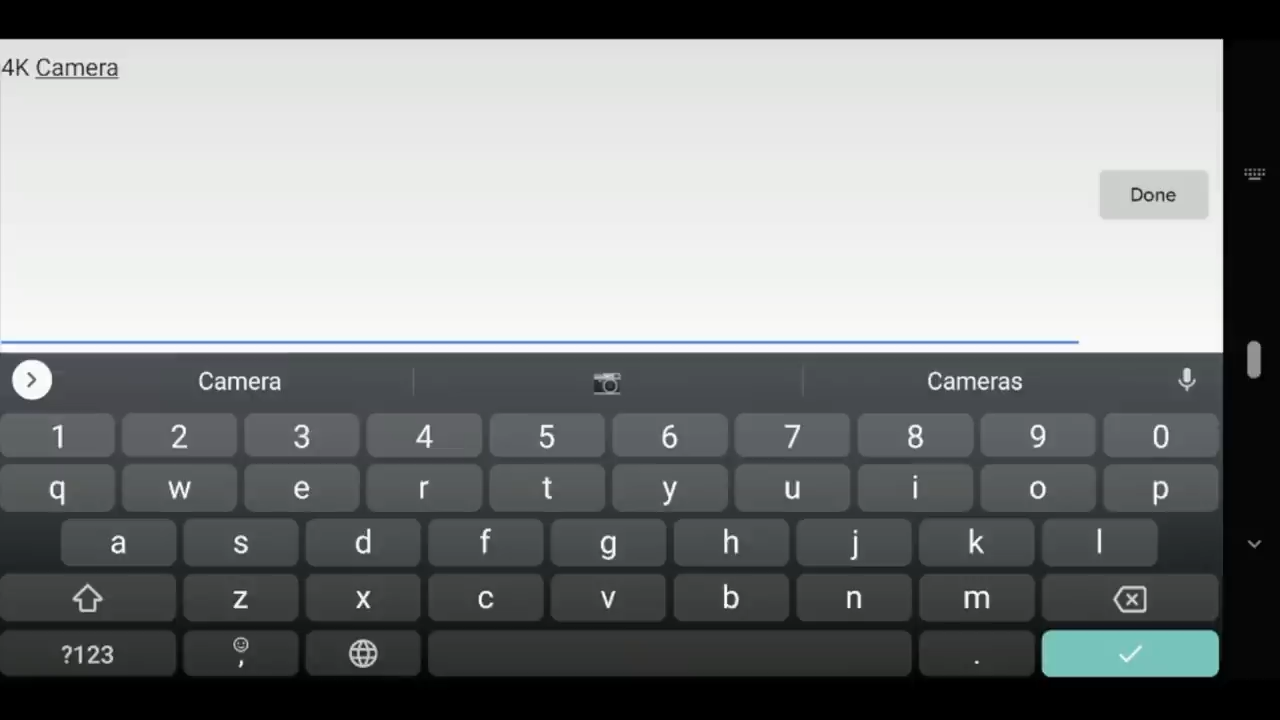 4K Camera
Done
Camera
Cameras
1 2 3 4 5 6 7 8 9 0
q w e r t y u i o p
a s d f g h j k l
z x c v b n m
?123 , .